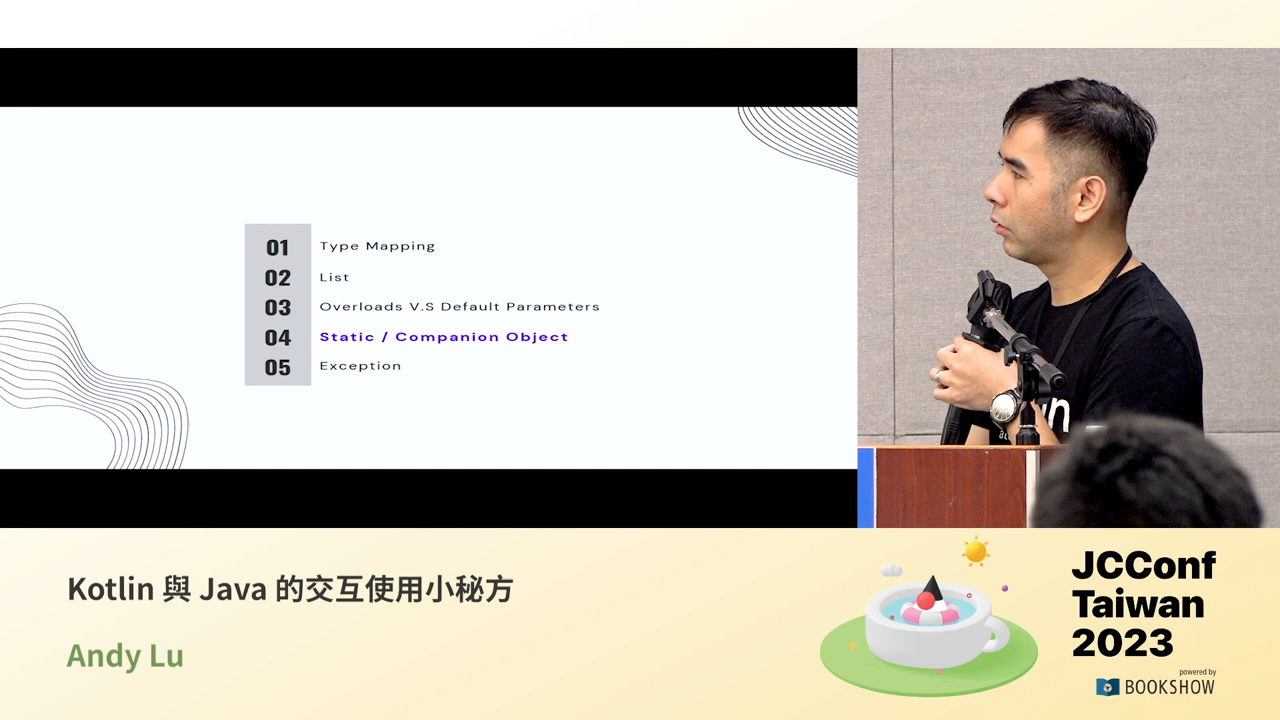 01 Type Mapping
02 List
03 Overloads V.S Default Parameters
04 Static / Companion Object
05 Exception
Kotlin 與 Java 的交互使用小秘方
Andy Lu
JCConf
Taiwan
2023
powered by
BOOKSHOW